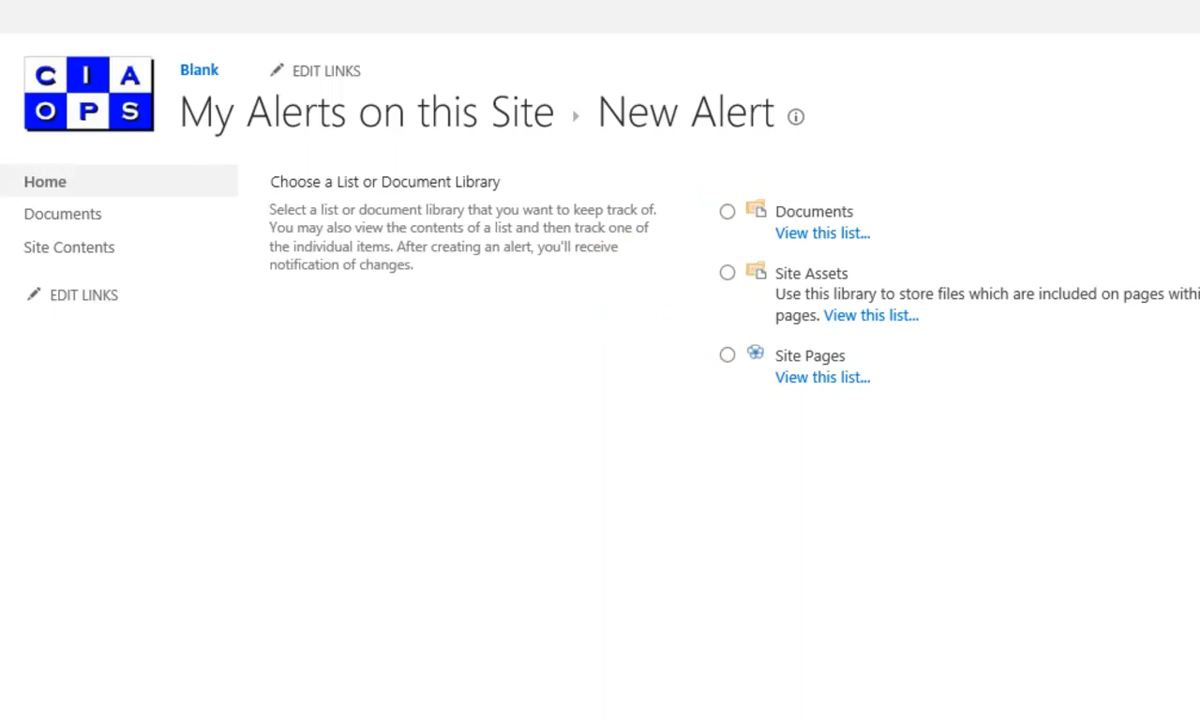 C I A
O P S
Blank
EDIT LINKS
My Alerts on this Site › New Alert
Home
Documents
Site Contents
EDIT LINKS
Choose a List or Document Library
Select a list or document library that you want to keep track of.
You may also view the contents of a list and then track one of
the individual items. After creating an alert, you'll receive
notification of changes.
Documents
View this list...
Site Assets
Use this library to store files which are included on pages
pages. View this list...
Site Pages
View this list...